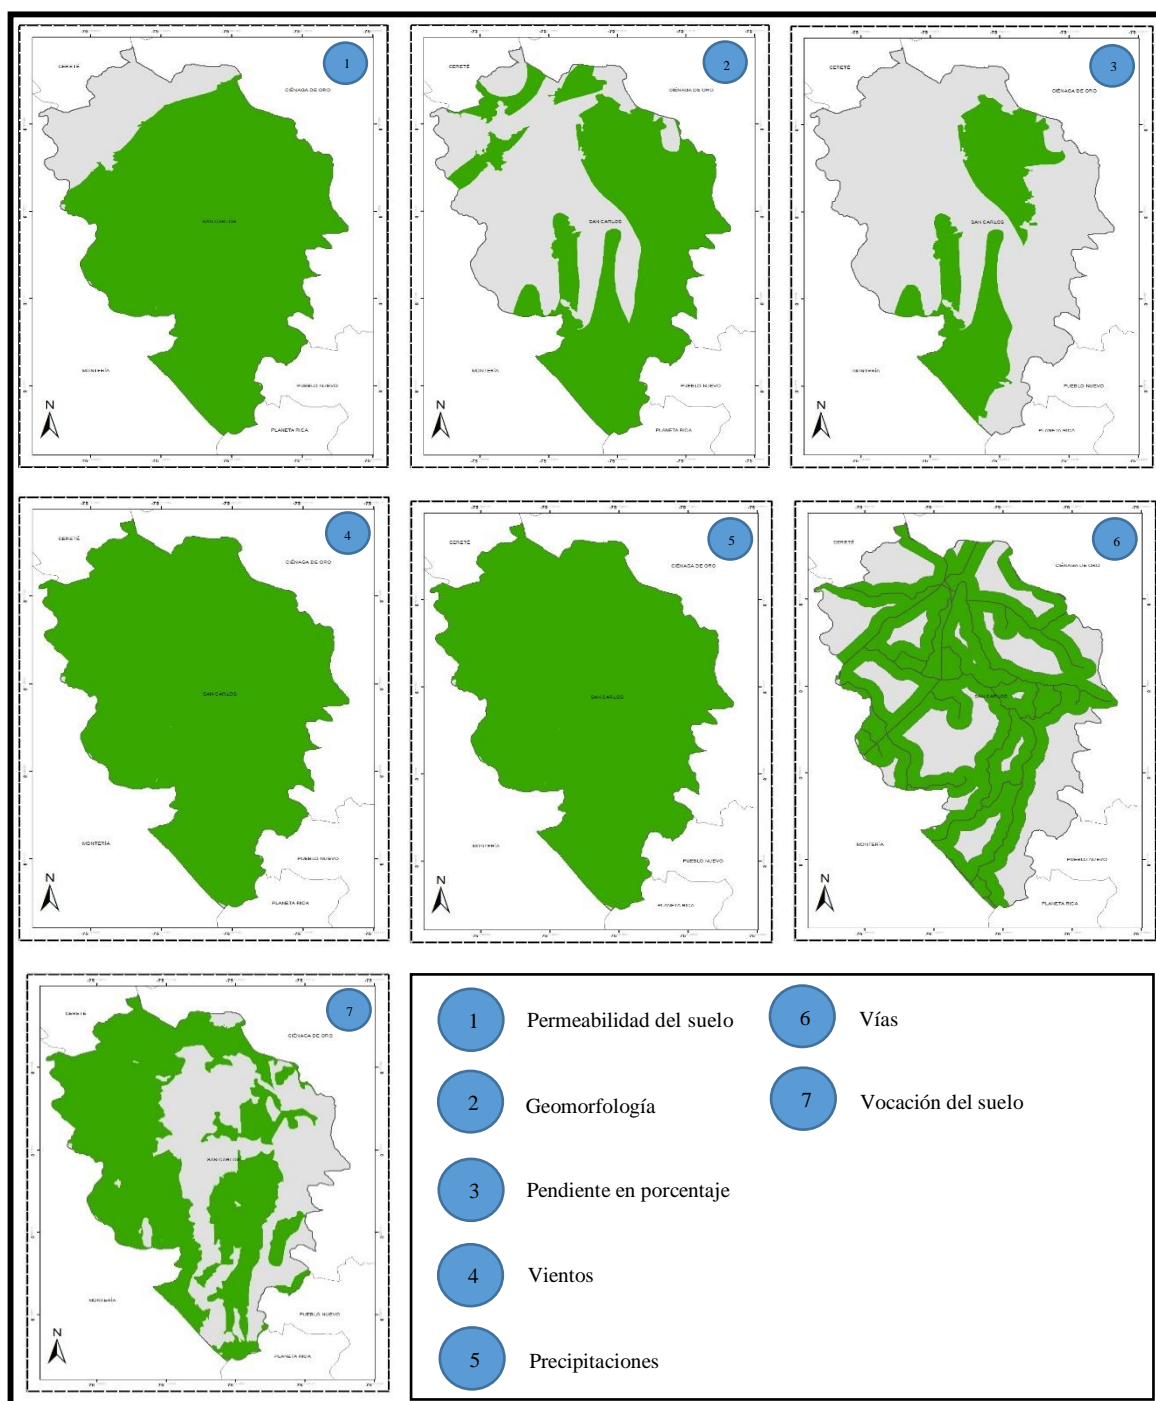 1
CERETÉ
CIÉNAGA DE ORO
SAN CARLOS
MONTERÍA
PUEBLO NUEVO
PLANETA RICA
N
2
CERETÉ
CIÉNAGA DE ORO
SAN CARLOS
MONTERÍA
PUEBLO NUEVO
PLANETA RICA
N
3
CERETÉ
CIÉNAGA DE ORO
SAN CARLOS
MONTERÍA
PUEBLO NUEVO
PLANETA RICA
N
4
CERETÉ
CIÉNAGA DE ORO
SAN CARLOS
MONTERÍA
PUEBLO NUEVO
PLANETA RICA
N
5
CERETÉ
CIÉNAGA DE ORO
SAN CARLOS
MONTERÍA
PUEBLO NUEVO
PLANETA RICA
N
6
CERETÉ
CIÉNAGA DE ORO
SAN CARLOS
MONTERÍA
PUEBLO NUEVO
PLANETA RICA
N
7
CERETÉ
CIÉNAGA DE ORO
SAN CARLOS
MONTERÍA
PUEBLO NUEVO
PLANETA RICA
N
1 Permeabilidad del suelo
2 Geomorfología
3 Pendiente en porcentaje
4 Vientos
5 Precipitaciones
6 Vías
7 Vocación del suelo